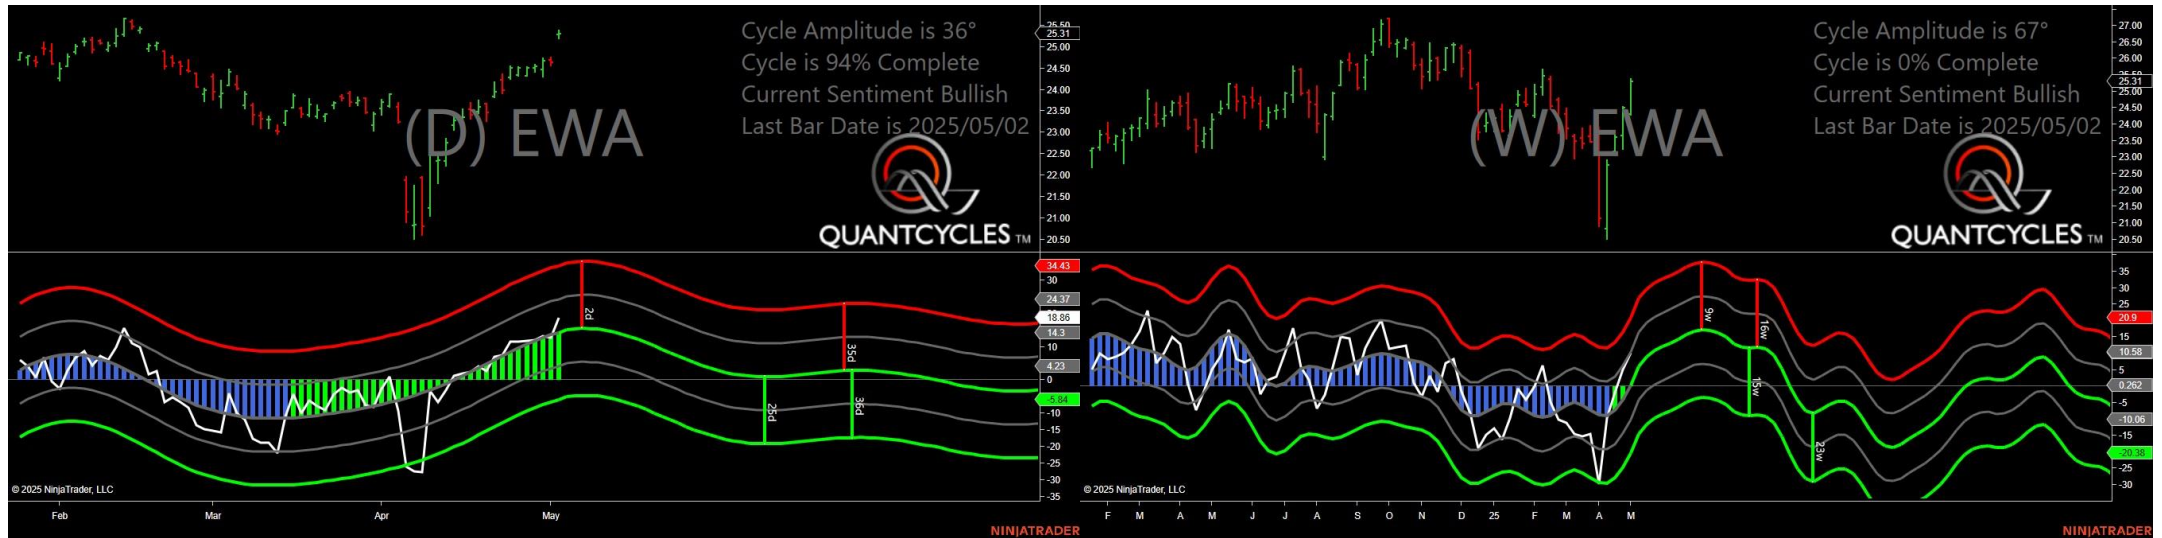 Cycle Amplitude is 36°
Cycle is 94% Complete
Current Sentiment Bullish
Last Bar Date is 2025/05/02
(D) EWA
QUANTCYCLES TM
25.50
25.31
25.00
24.50
24.00
23.50
23.00
22.50
22.00
21.50
21.00
20.50
34.43
30
24.37
18.86
14.3
10
4.23
0
-5.84
-10
-15
-20
-25
-30
-35
2d
25d
35d
36d
© 2025 NinjaTrader, LLC
Feb Mar Apr May
NINJATRADER
Cycle Amplitude is 67°
Cycle is 0% Complete
Current Sentiment Bullish
Last Bar Date is 2025/05/02
(W) EWA
QUANTCYCLES TM
27.00
26.50
26.00
25.31
25.00
24.50
24.00
23.50
23.00
22.50
22.00
21.50
21.00
20.50
35
30
25
20.9
15
10.58
5
0.262
-5
-10.06
-15
-20.38
-25
-30
9w
16w
15w
23w
© 2025 NinjaTrader, LLC
F M A M J J A S O N D 25 F M A M
NINJATRADER